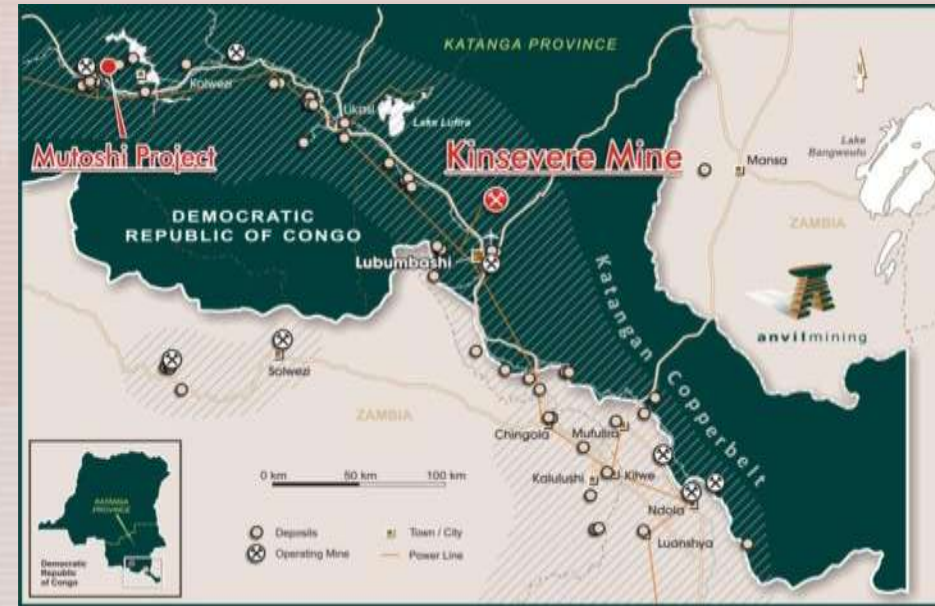 KATANGA PROVINCE
Kolwezi
Likasi
Lake Lufira
Lake
Bangweulu
Mansa
Mutoshi Project
Kinsevere Mine
DEMOCRATIC
REPUBLIC OF CONGO
ZAMBIA
Lubumbashi
Katangan
Copperbelt
anvilmining
Solwezi
ZAMBIA
Chingola
Mufulira
Kalulushi
Kitwe
Ndola
Luanshya
0 km 50 km 100 km
Deposits
Town / City
Operating Mine
Power Line
KATANGA
PROVINCE
Democratic
Republic
of Congo